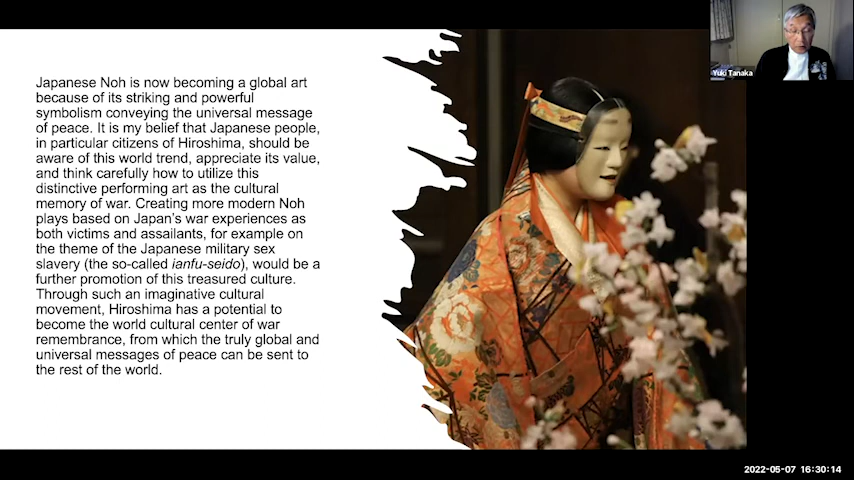 Japanese Noh is now becoming a global art
because of its striking and powerful
symbolism conveying the universal message
of peace. It is my belief that Japanese people,
in particular citizens of Hiroshima, should be
aware of this world trend, appreciate its value,
and think carefully how to utilize this
distinctive performing art as the cultural
memory of war. Creating more modern Noh
plays based on Japan's war experiences as
both victims and assailants, for example on
the theme of the Japanese military sex
slavery (the so-called ianfu-seido), would be a
further promotion of this treasured culture.
Through such an imaginative cultural
movement, Hiroshima has a potential to
become the world cultural center of war
remembrance, from which the truly global and
universal messages of peace can be sent to
the rest of the world.
Yuki Tanaka
2022-05-07 16:30:14